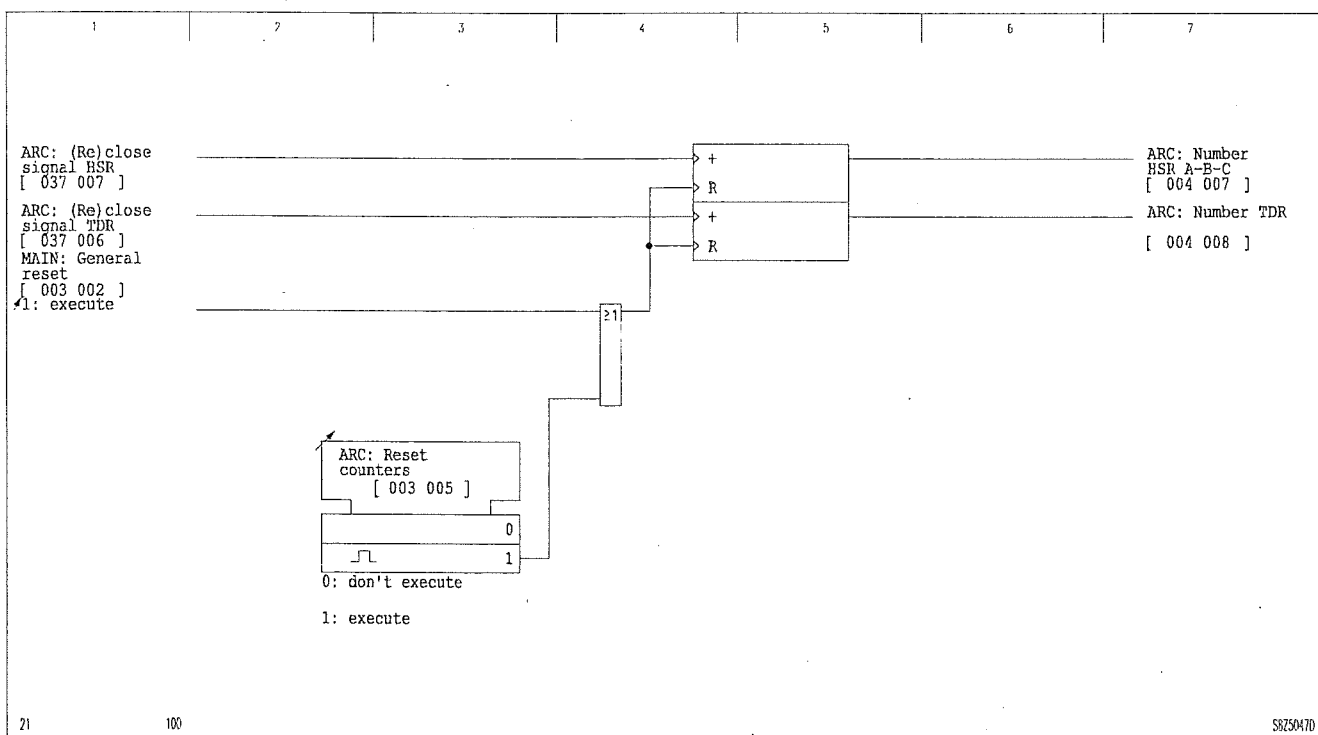 1 2 3 4 5 6 7
ARC: (Re)close
signal HSR
[ 037 007 ]
ARC: (Re)close
signal TDR
[ 037 006 ]
MAIN: General
reset
[ 003 002 ]
1: execute
+
R
+
R
ARC: Number
HSR A-B-C
[ 004 007 ]
ARC: Number TDR
[ 004 008 ]
≥1
ARC: Reset
counters
[ 003 005 ]
0
1
0: don't execute
1: execute
21 100 S8Z5047D